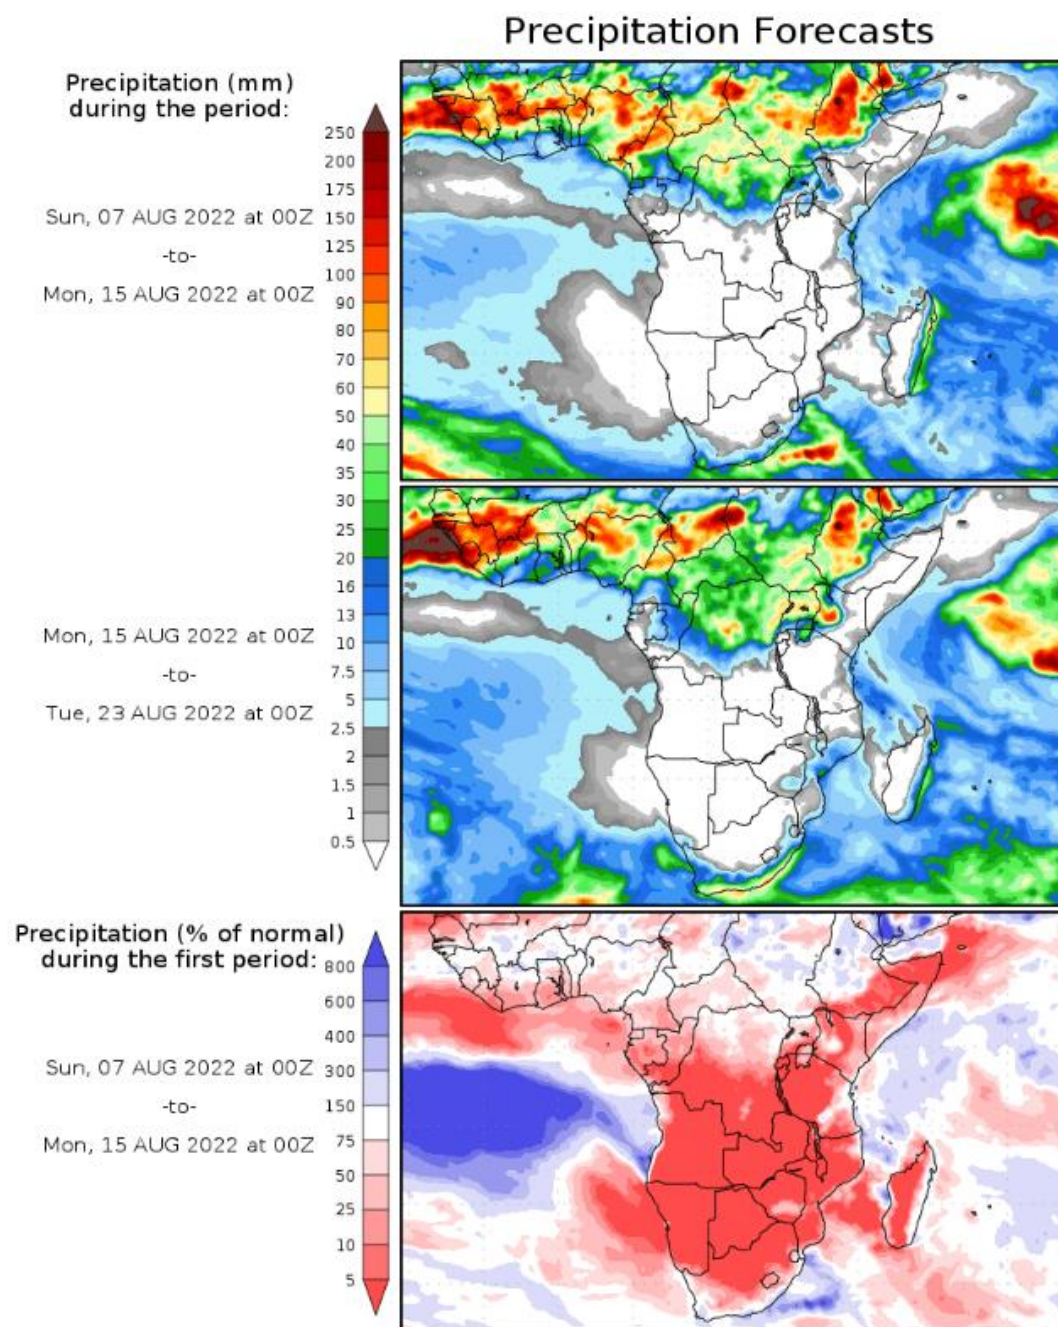 Precipitation Forecasts
Precipitation (mm)
during the period:
250
200
175
150
125
100
90
80
70
60
50
40
35
30
25
20
16
13
10
7.5
5
2.5
2
1.5
1
0.5
Sun, 07 AUG 2022 at 00Z
-to-
Mon, 15 AUG 2022 at 00Z
Mon, 15 AUG 2022 at 00Z
-to-
Tue, 23 AUG 2022 at 00Z
Precipitation (% of normal)
during the first period:
800
600
400
300
150
75
50
25
10
5
Sun, 07 AUG 2022 at 00Z
-to-
Mon, 15 AUG 2022 at 00Z